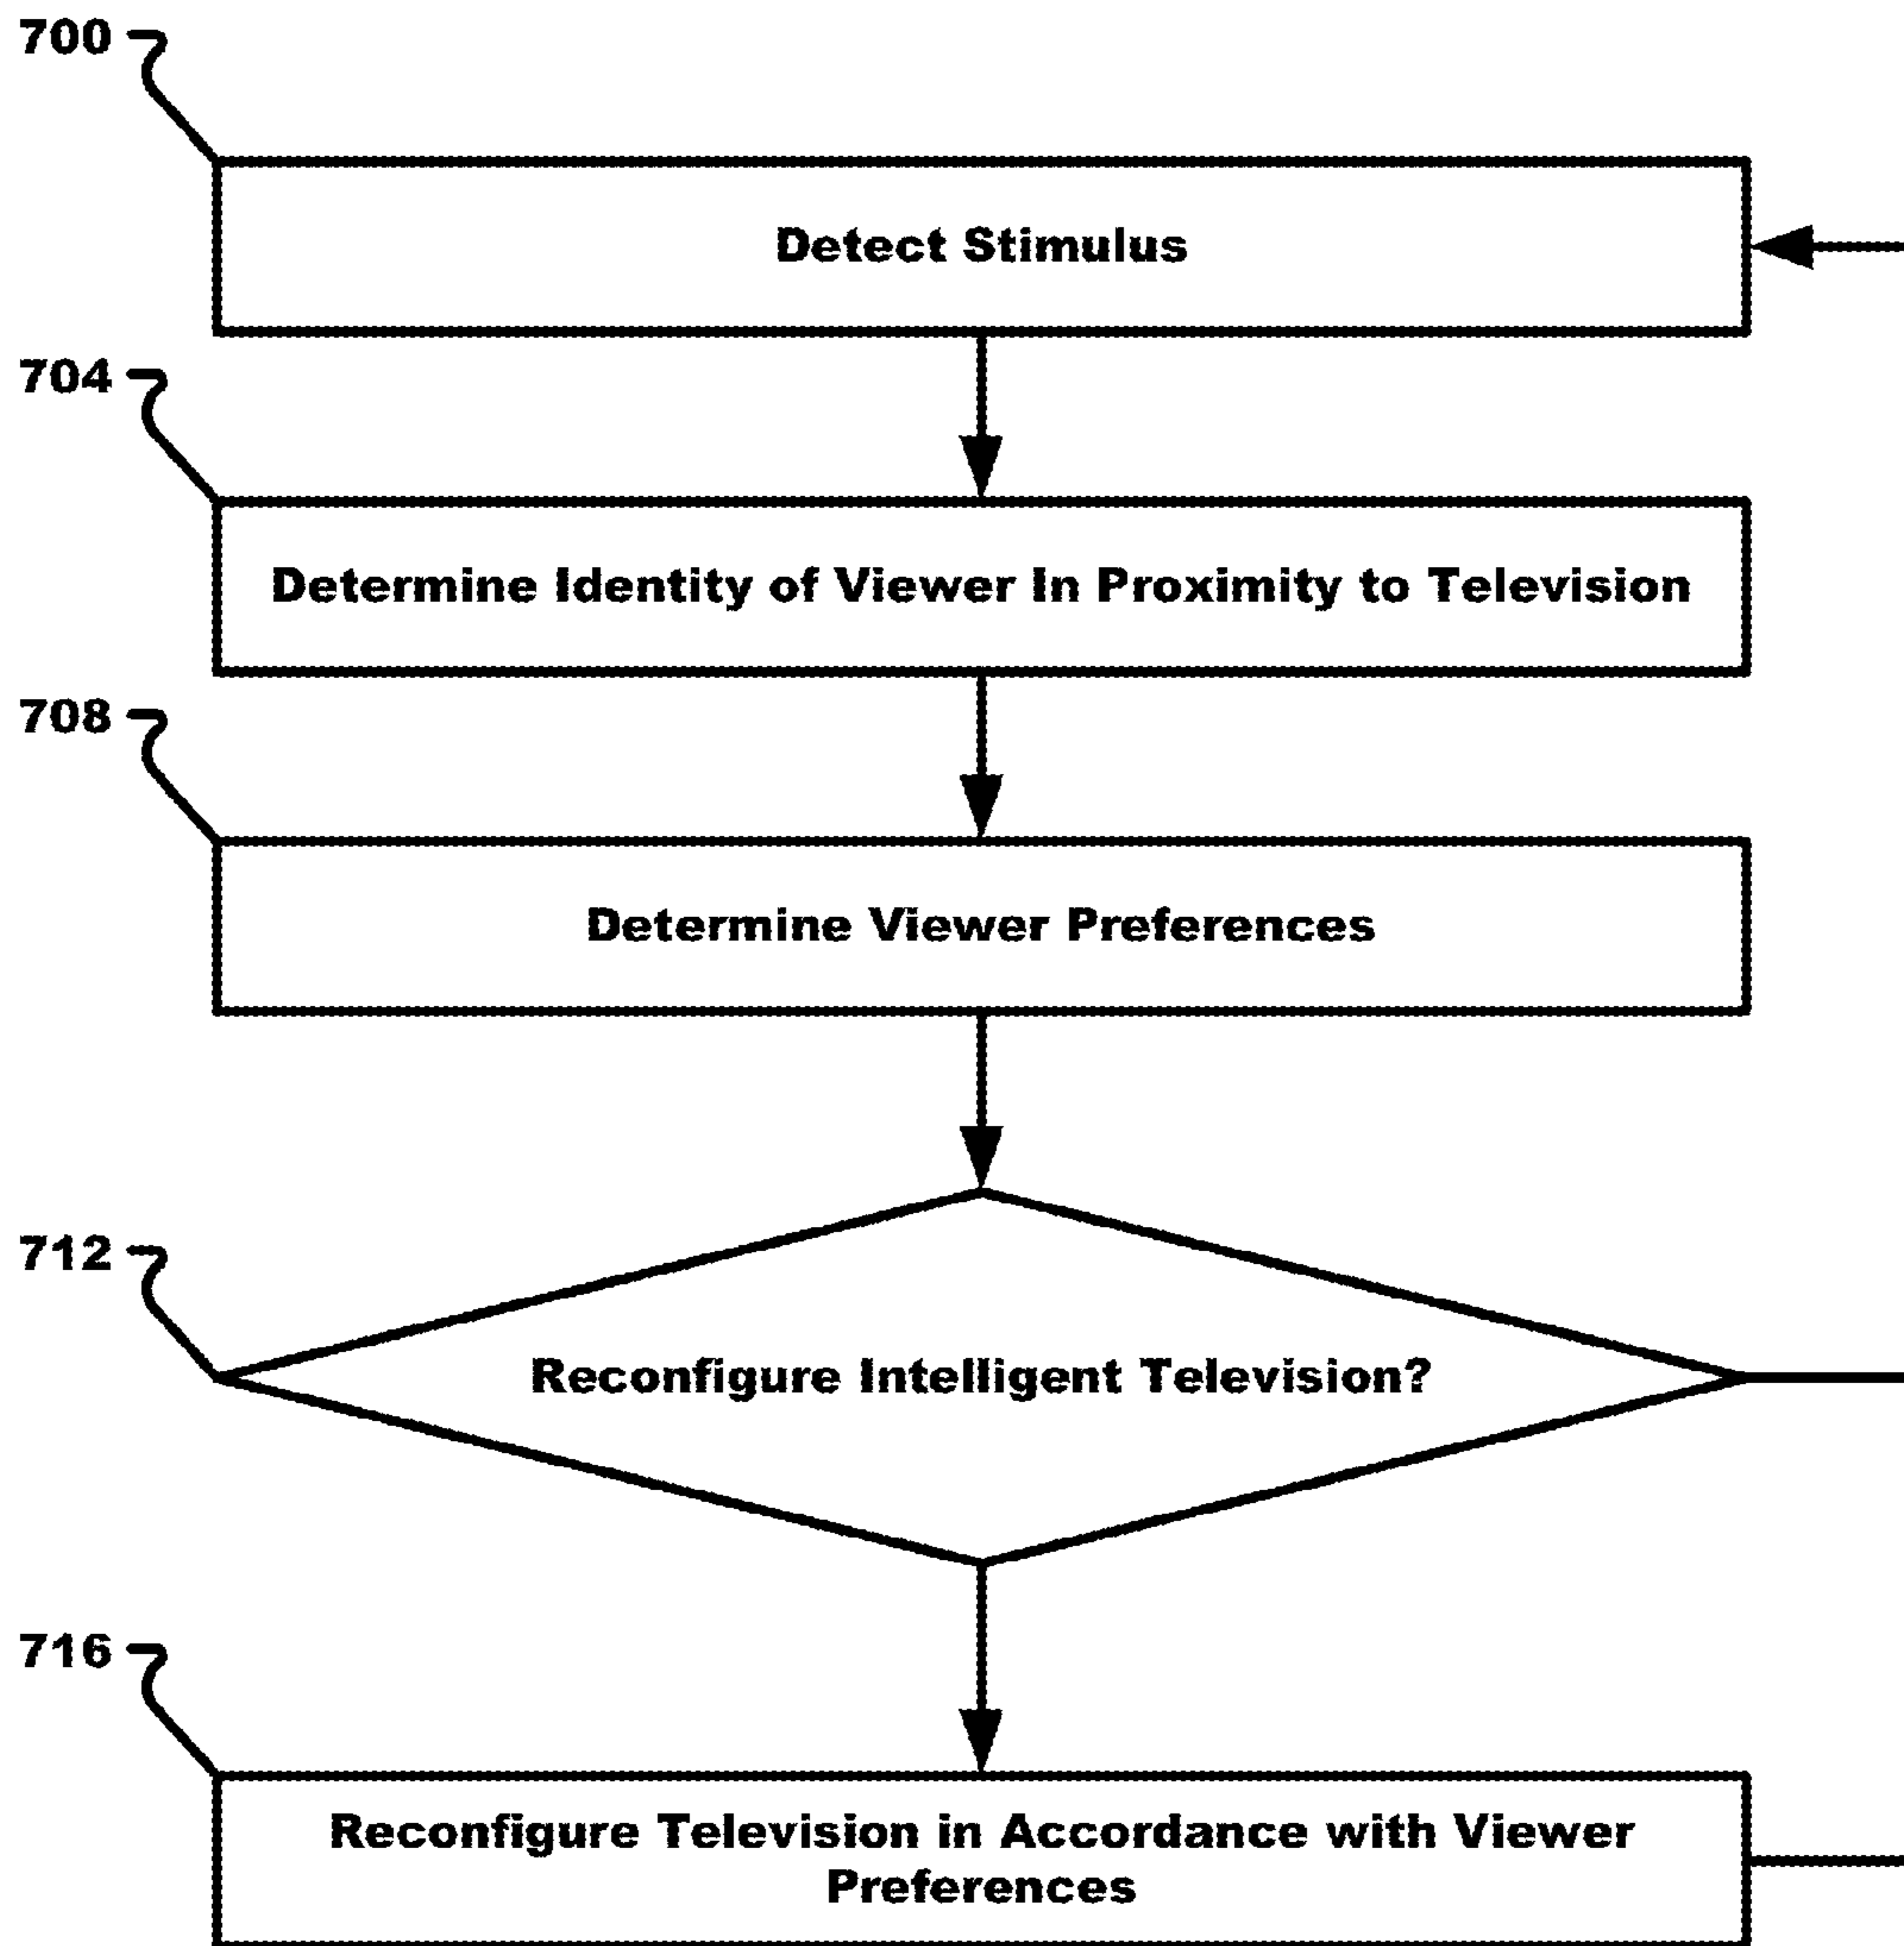 700
Detect Stimulus
704
Determine Identity of Viewer In Proximity to Television
708
Determine Viewer Preferences
712
Reconfigure Intelligent Television?
716
Reconfigure Television in Accordance with Viewer
Preferences